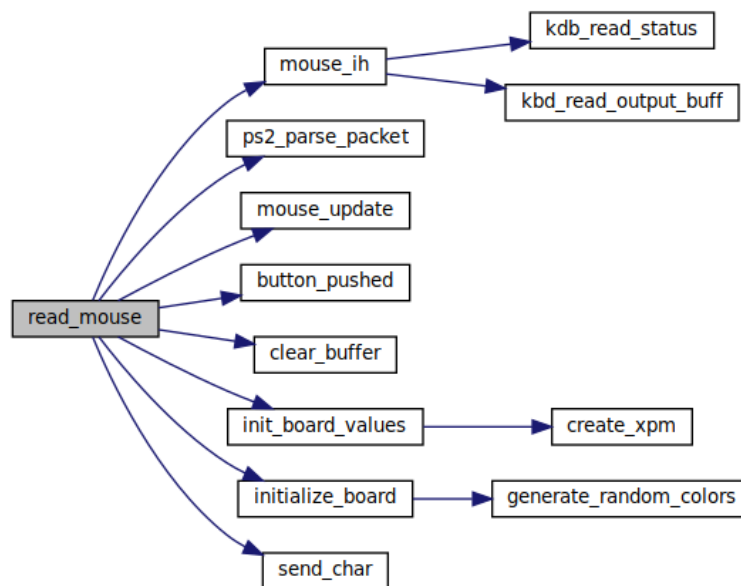 kdb_read_status
mouse_ih
kbd_read_output_buff
ps2_parse_packet
mouse_update
button_pushed
read_mouse
clear_buffer
init_board_values
create_xpm
initialize_board
generate_random_colors
send_char